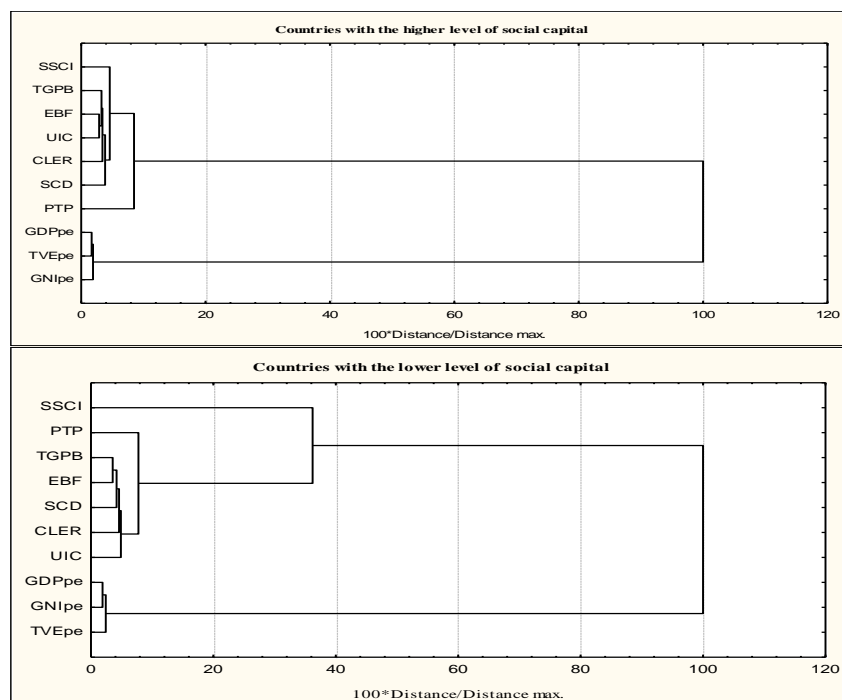 Countries with the higher level of social capital
SSCI
TGPB
EBF
UIC
CLER
SCD
PTP
GDPpe
TVEpe
GNIpe
0 20 40 60 80 100 120
100*Distance/Distance max.
Countries with the lower level of social capital
SSCI
PTP
TGPB
EBF
SCD
CLER
UIC
GDPpe
GNIpe
TVEpe
0 20 40 60 80 100 120
100*Distance/Distance max.